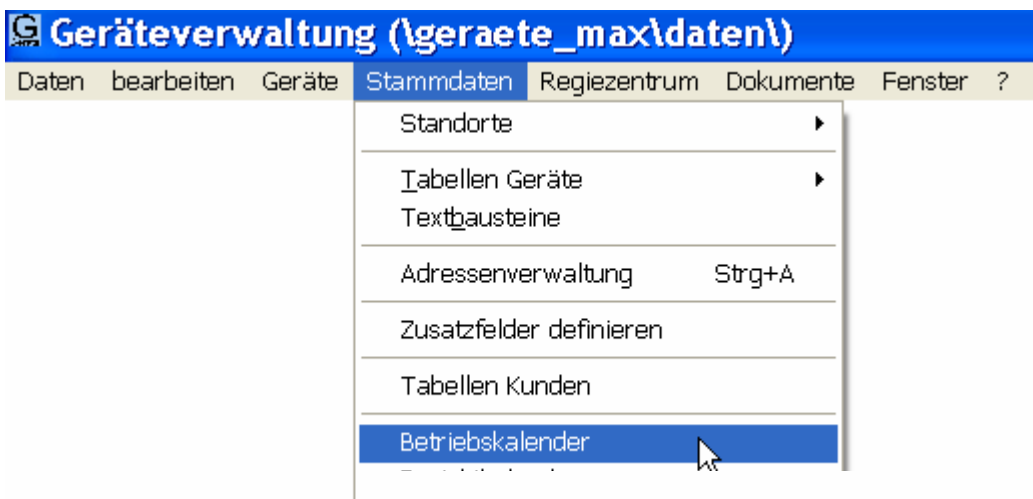 Geräteverwaltung (\geraete_max\daten\)
Daten bearbeiten Geräte Stammdaten Regiezentrum Dokumente Fenster ?
Standorte
Tabellen Geräte
Textbausteine
Adressenverwaltung Strg+A
Zusatzfelder definieren
Tabellen Kunden
Betriebskalender